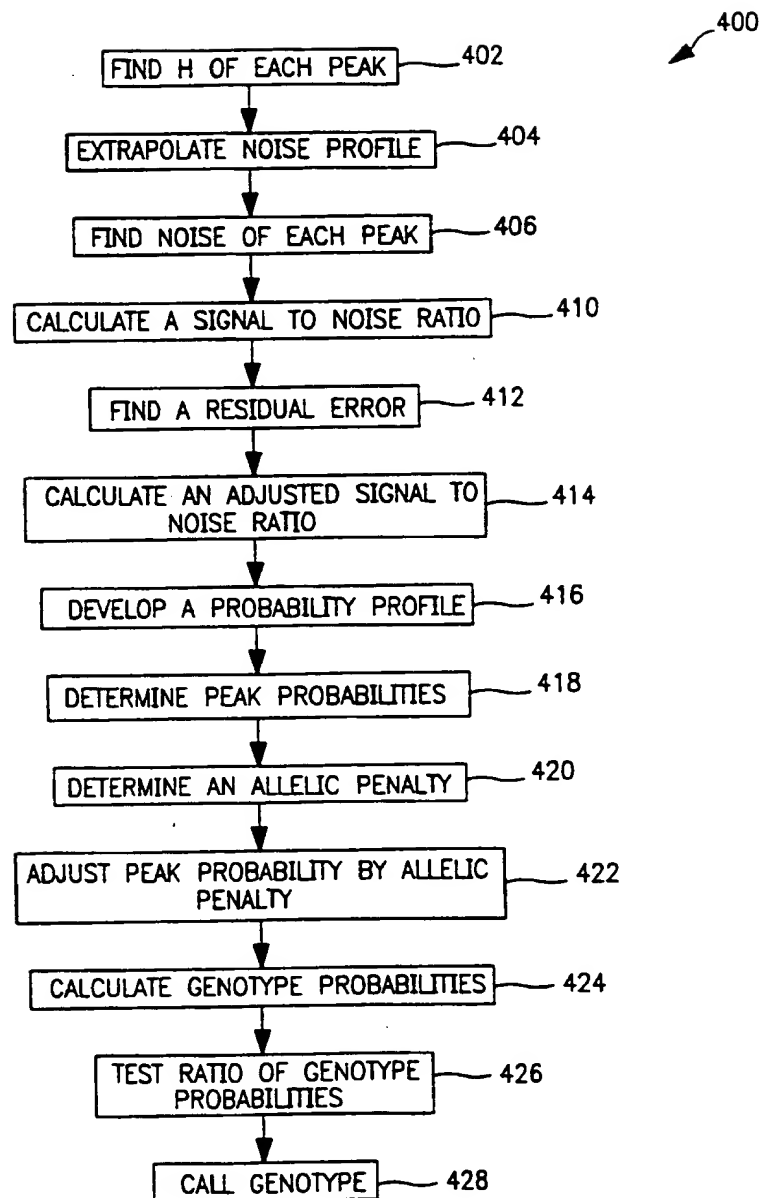 400
FIND H OF EACH PEAK 402
EXTRAPOLATE NOISE PROFILE 404
FIND NOISE OF EACH PEAK 406
CALCULATE A SIGNAL TO NOISE RATIO 410
FIND A RESIDUAL ERROR 412
CALCULATE AN ADJUSTED SIGNAL TO
NOISE RATIO
414
DEVELOP A PROBABILITY PROFILE 416
DETERMINE PEAK PROBABILITIES 418
DETERMINE AN ALLELIC PENALTY 420
ADJUST PEAK PROBABILITY BY ALLELIC
PENALTY
422
CALCULATE GENOTYPE PROBABILITIES 424
TEST RATIO OF GENOTYPE
PROBABILITIES
426
CALL GENOTYPE 428